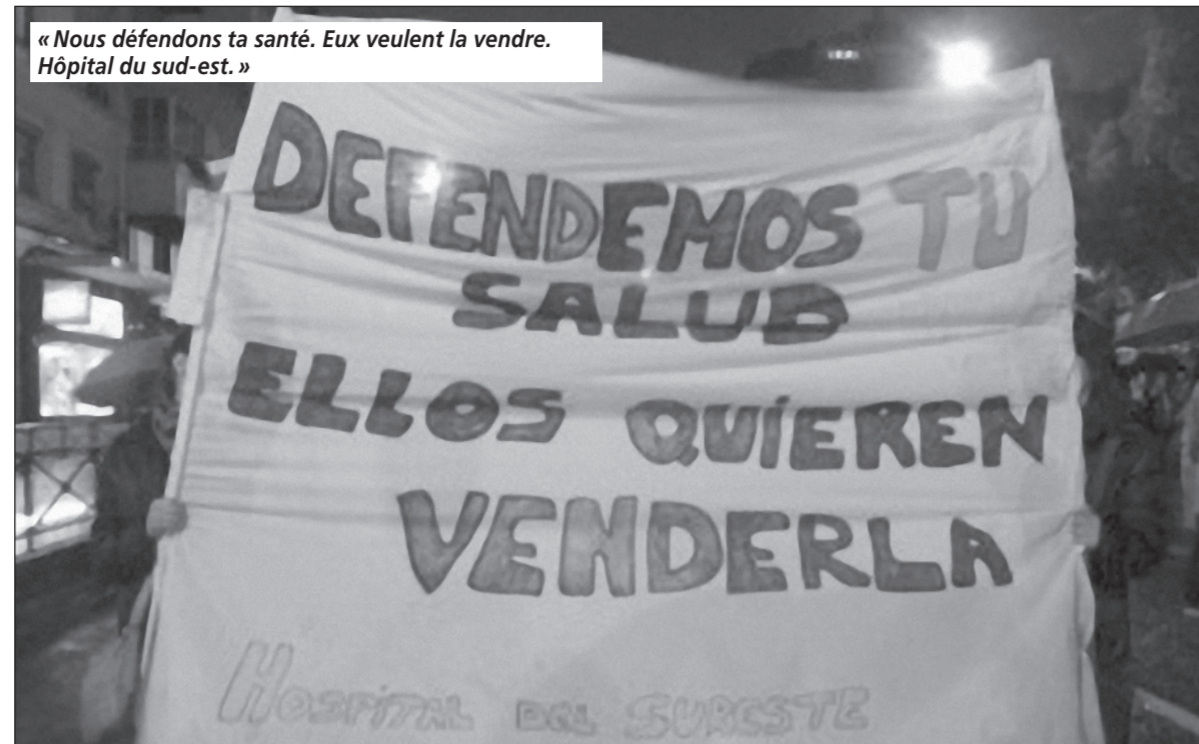 « Nous défendons ta santé. Eux veulent la vendre.
Hôpital du sud-est. »
DEFENDEMOS TU
SALUD
ELLOS QUIEREN
VENDERLA
HOSPITAL DEL SURESTE